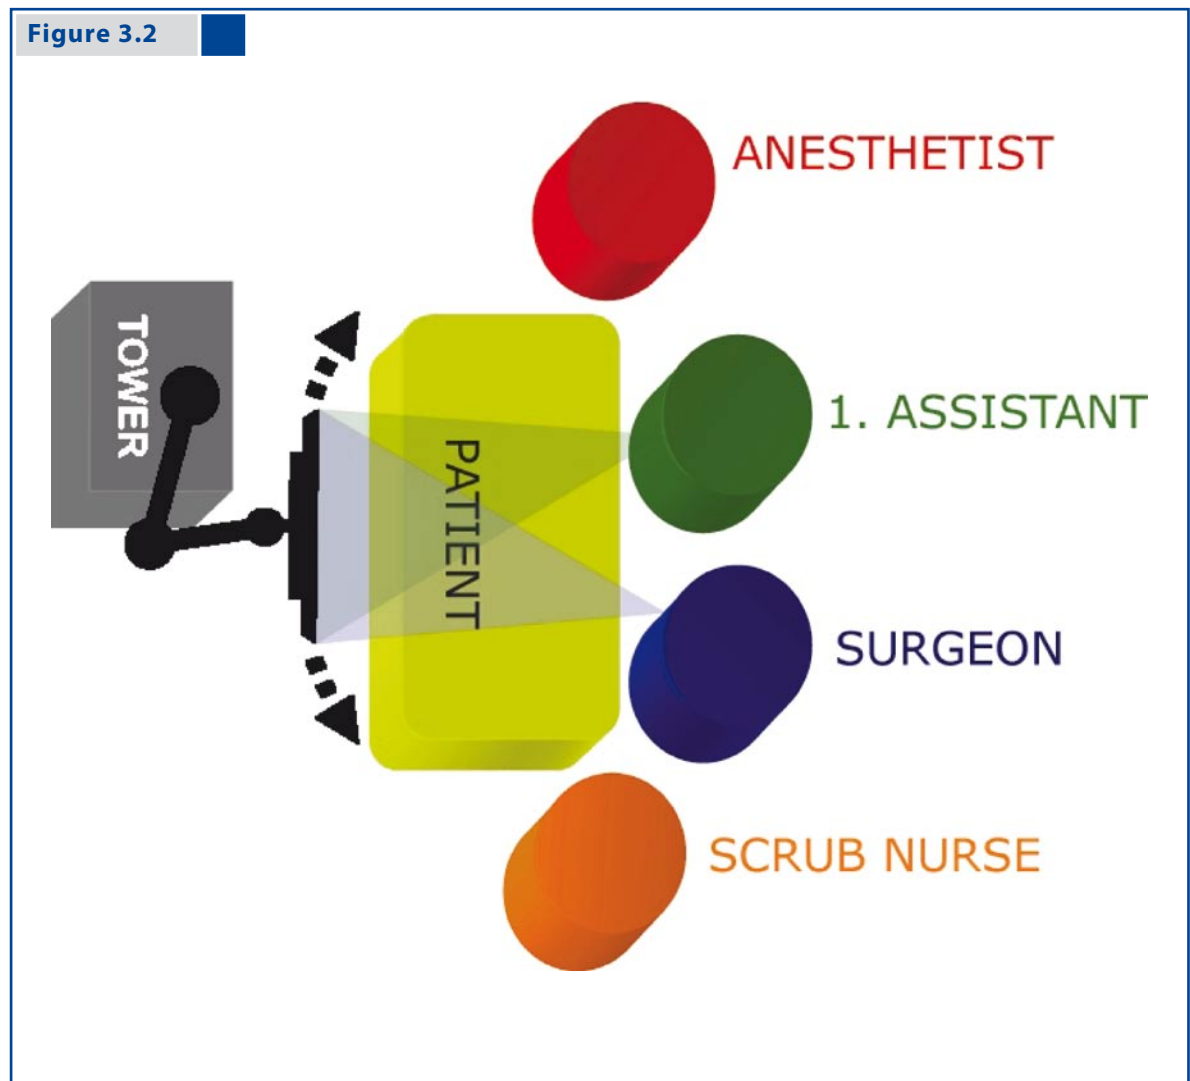 Figure 3.2
ANESTHETIST
TOWER
1. ASSISTANT
PATIENT
SURGEON
SCRUB NURSE